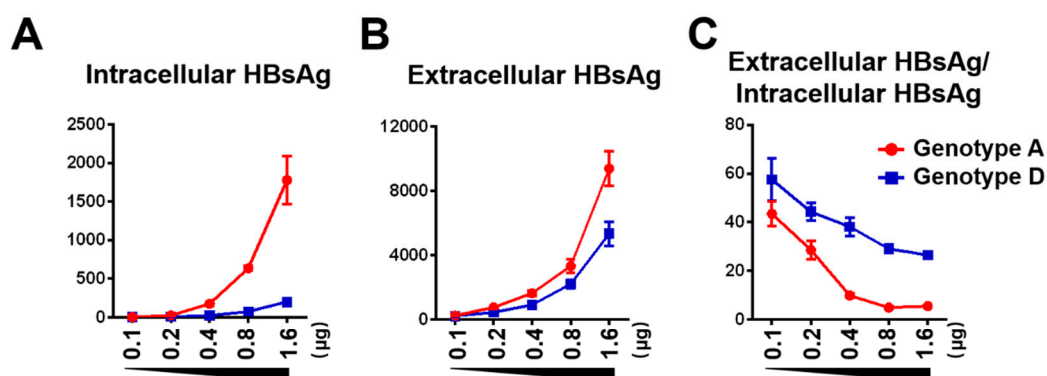 A
Intracellular HBsAg
2500
2000
1500
1000
500
0
0.1
0.2
0.4
0.8
1.6
(μg)
B
Extracellular HBsAg
12000
8000
4000
0
0.1
0.2
0.4
0.8
1.6
(μg)
C
Extracellular HBsAg/
Intracellular HBsAg
80
60
40
20
0
Genotype A
Genotype D
0.1
0.2
0.4
0.8
1.6
(μg)